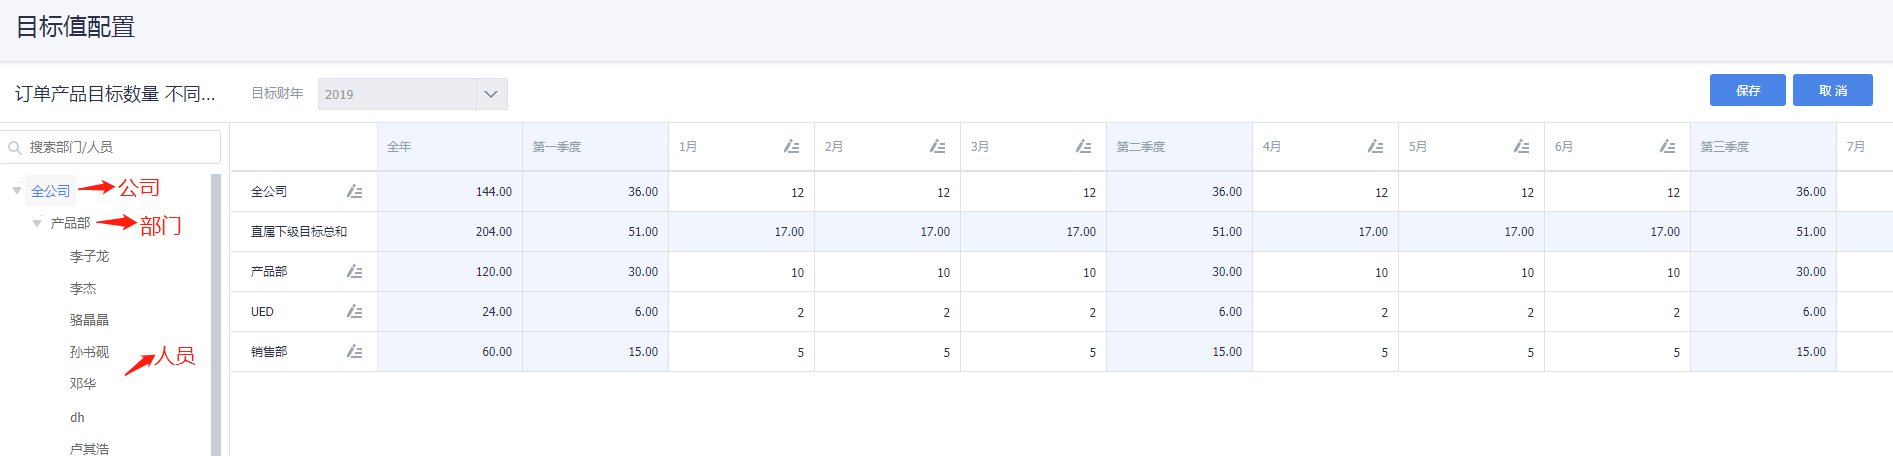 目标值配置
订单产品目标数量 不同... 目标财年 2019 保存 取消
搜索部门/人员
全年 第一季度 1月 2月 3月 第二季度 4月 5月 6月 第三季度 7月
全公司 公司
产品部 部门
李子龙
李杰
骆晶晶
孙书砚
人员
邓华
dh
卢其浩
全公司 144.00 36.00 12 12 12 36.00 12 12 12 36.00
直属下级目标总和 204.00 51.00 17.00 17.00 17.00 51.00 17.00 17.00 17.00 51.00
产品部 120.00 30.00 10 10 10 30.00 10 10 10 30.00
UED 24.00 6.00 2 2 2 6.00 2 2 2 6.00
销售部 60.00 15.00 5 5 5 15.00 5 5 5 15.00